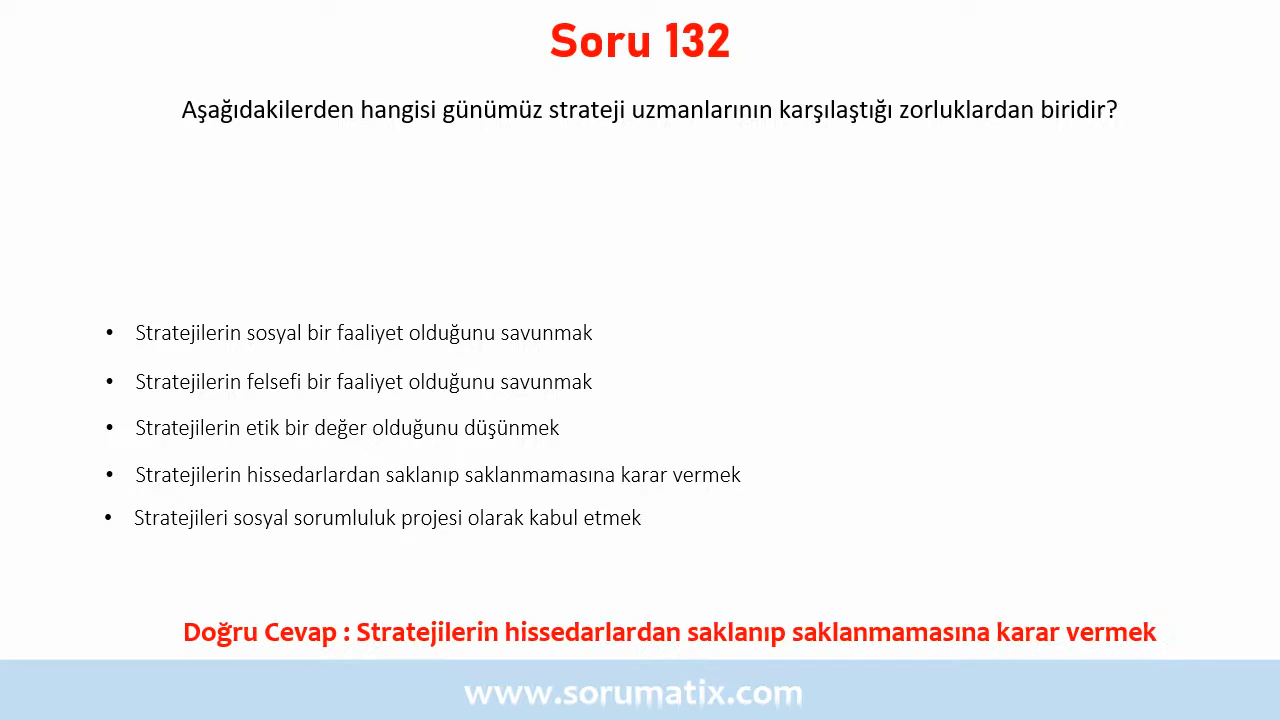 Soru 132
Aşağıdakilerden hangisi günümüz strateji uzmanlarının karşılaştığı zorluklardan biridir?
• Stratejilerin sosyal bir faaliyet olduğunu savunmak
• Stratejilerin felsefi bir faaliyet olduğunu savunmak
• Stratejilerin etik bir değer olduğunu düşünmek
• Stratejilerin hissedarlardan saklanıp saklanmamasına karar vermek
• Stratejileri sosyal sorumluluk projesi olarak kabul etmek
Doğru Cevap : Stratejilerin hissedarlardan saklanıp saklanmamasına karar vermek
www.sorumatix.com